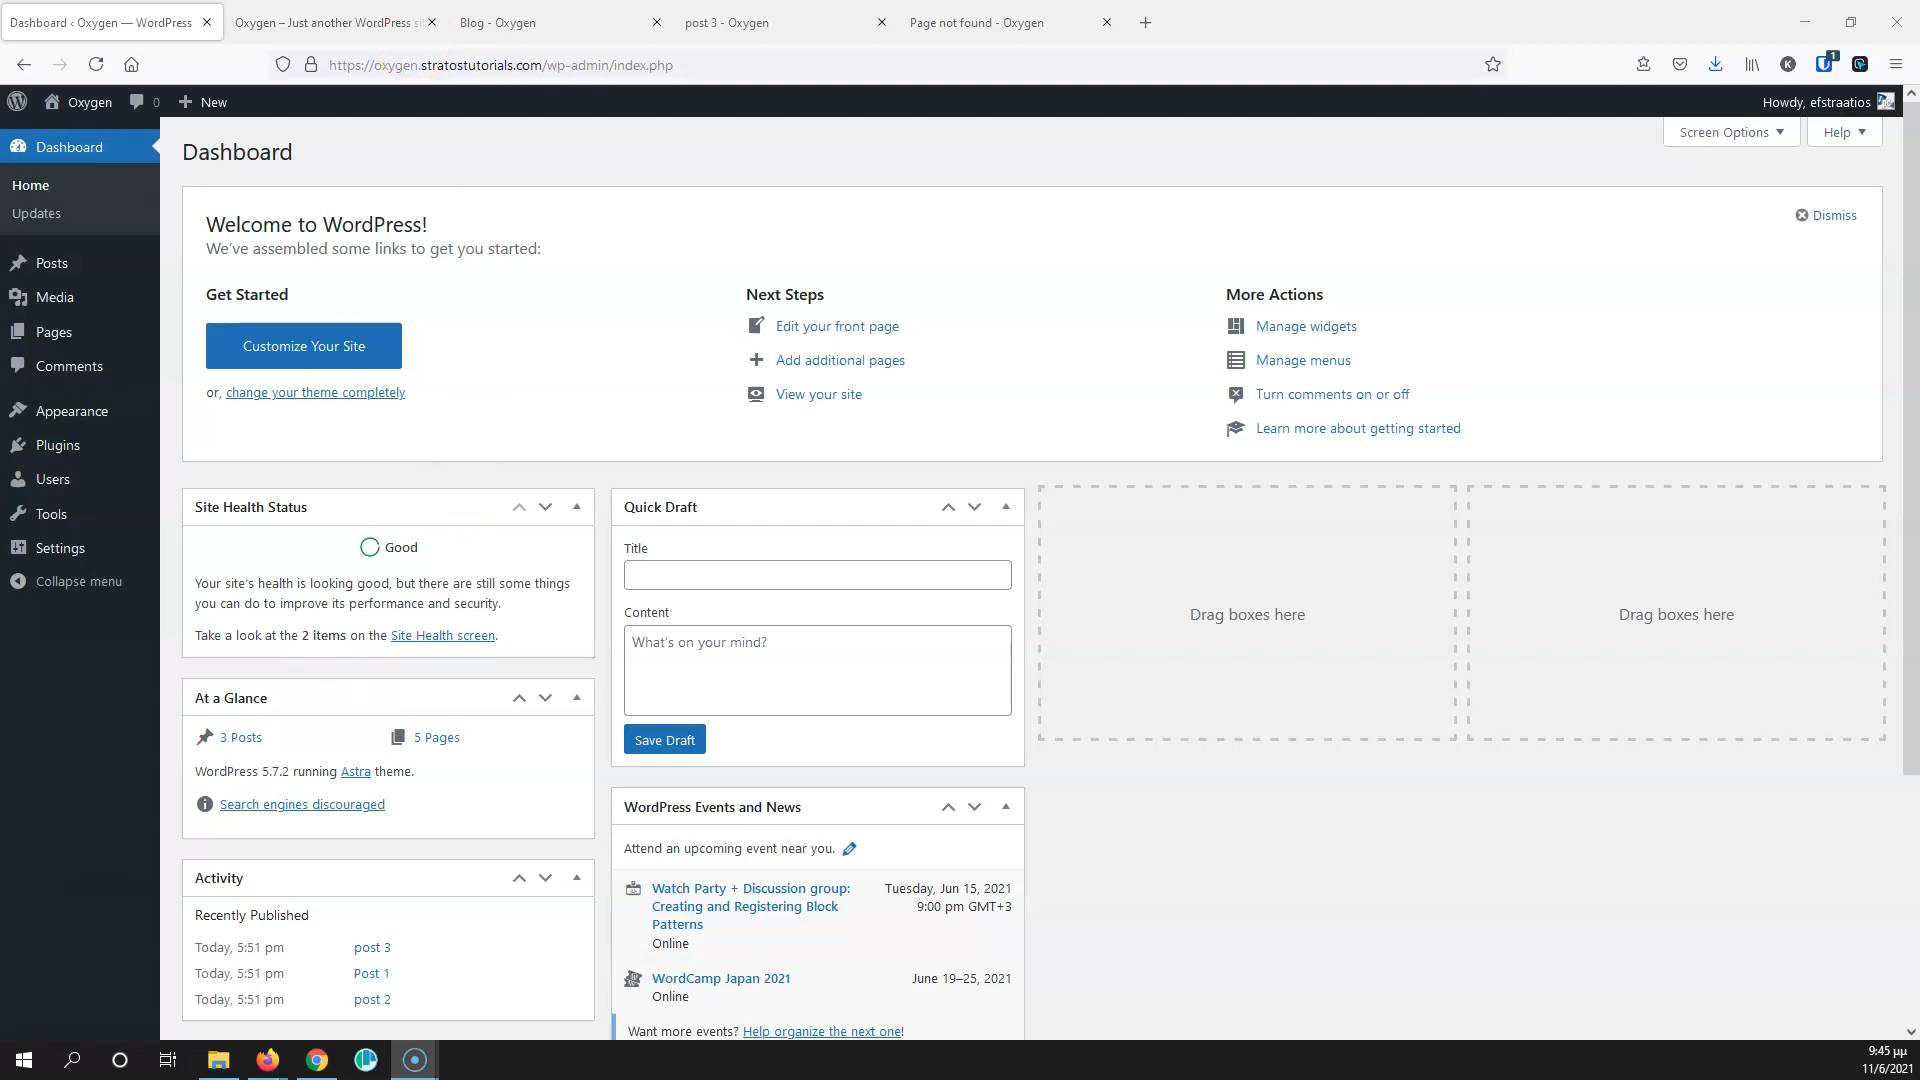 Dashboard ‹ Oxygen — WordPress
Oxygen – Just another WordPress si
Blog - Oxygen
post 3 - Oxygen
Page not found - Oxygen
https://oxygen.stratostutorials.com/wp-admin/index.php
1
Oxygen
0
New
Howdy, efstraatios
Dashboard
Home
Updates
Posts
Media
Pages
Comments
Appearance
Plugins
Users
Tools
Settings
Collapse menu
Dashboard
Screen Options
Help
Welcome to WordPress!
We've assembled some links to get you started:
Dismiss
Get Started
Customize Your Site
or, change your theme completely
Next Steps
Edit your front page
Add additional pages
View your site
More Actions
Manage widgets
Manage menus
Turn comments on or off
Learn more about getting started
Site Health Status
Good
Your site's health is looking good, but there are still some things
you can do to improve its performance and security.
Take a look at the 2 items on the Site Health screen.
At a Glance
3 Posts
5 Pages
WordPress 5.7.2 running Astra theme.
Search engines discouraged
Activity
Recently Published
Today, 5:51 pm post 3
Today, 5:51 pm Post 1
Today, 5:51 pm post 2
Quick Draft
Title
Content
What's on your mind?
Save Draft
WordPress Events and News
Attend an upcoming event near you.
Watch Party + Discussion group: Tuesday, Jun 15, 2021
Creating and Registering Block 9:00 pm GMT+3
Patterns
Online
WordCamp Japan 2021 June 19–25, 2021
Online
Want more events? Help organize the next one!
Drag boxes here
Drag boxes here
9:45 μμ
11/6/2021